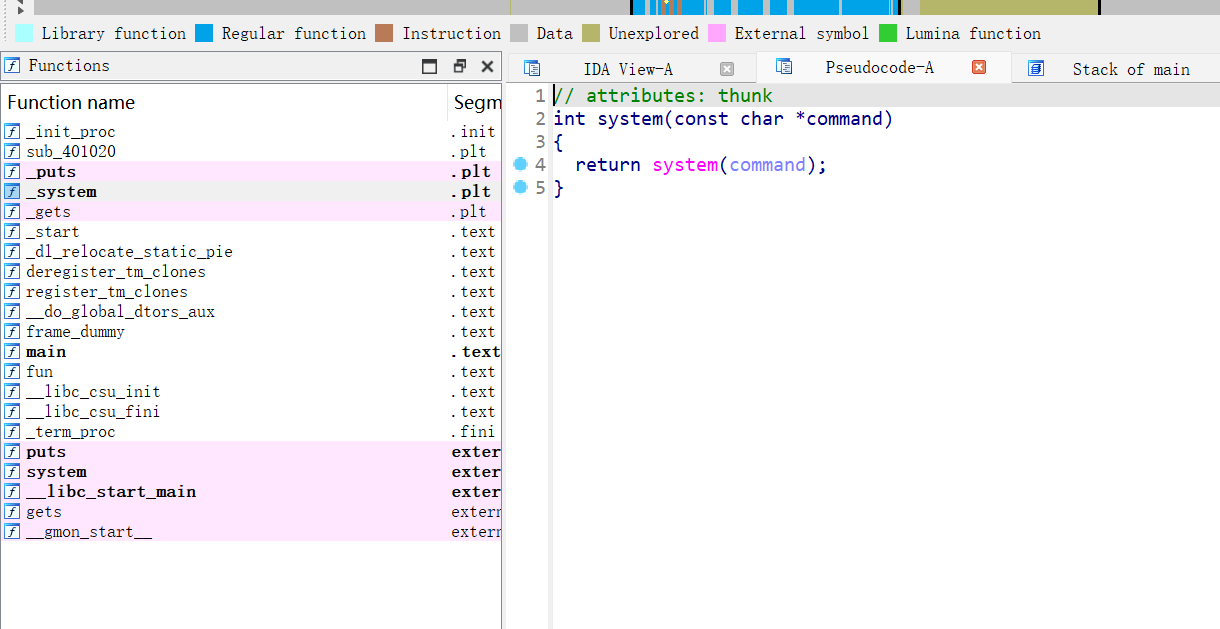 Library function Regular function Instruction Data Unexplored External symbol Lumina function
Functions
IDA View-A Pseudocode-A Stack of main
Function name Segm
_init_proc .init
sub_401020 .plt
_puts .plt
_system .plt
_gets .plt
_start .text
_dl_relocate_static_pie .text
deregister_tm_clones .text
register_tm_clones .text
__do_global_dtors_aux .text
frame_dummy .text
main .text
fun .text
__libc_csu_init .text
__libc_csu_fini .text
_term_proc .fini
puts exter
system exter
__libc_start_main exter
gets extern
__gmon_start__ extern
1 // attributes: thunk
2 int system(const char *command)
3 {
4 return system(command);
5 }